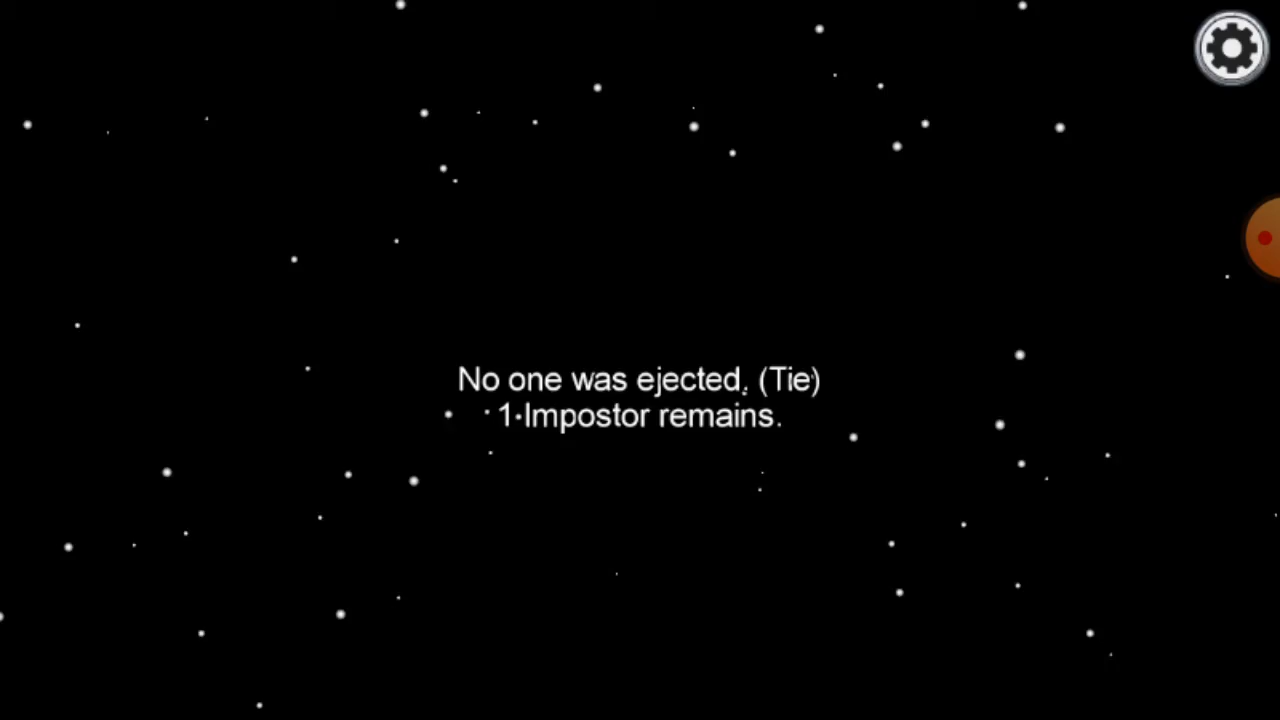 No one was ejected. (Tie)
1 Impostor remains.